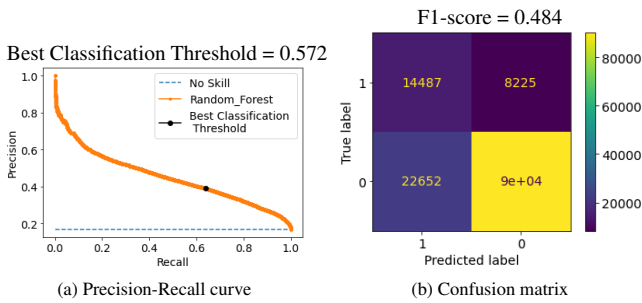 Best Classification Threshold = 0.572
1.0
0.8
0.6
0.4
0.2
Precision
No Skill
Random_Forest
Best Classification
Threshold
0.0
0.2
0.4
0.6
0.8
1.0
Recall
(a) Precision-Recall curve
F1-score = 0.484
True label
1
0
14487
8225
22652
9e+04
1
0
Predicted label
80000
60000
40000
20000
(b) Confusion matrix